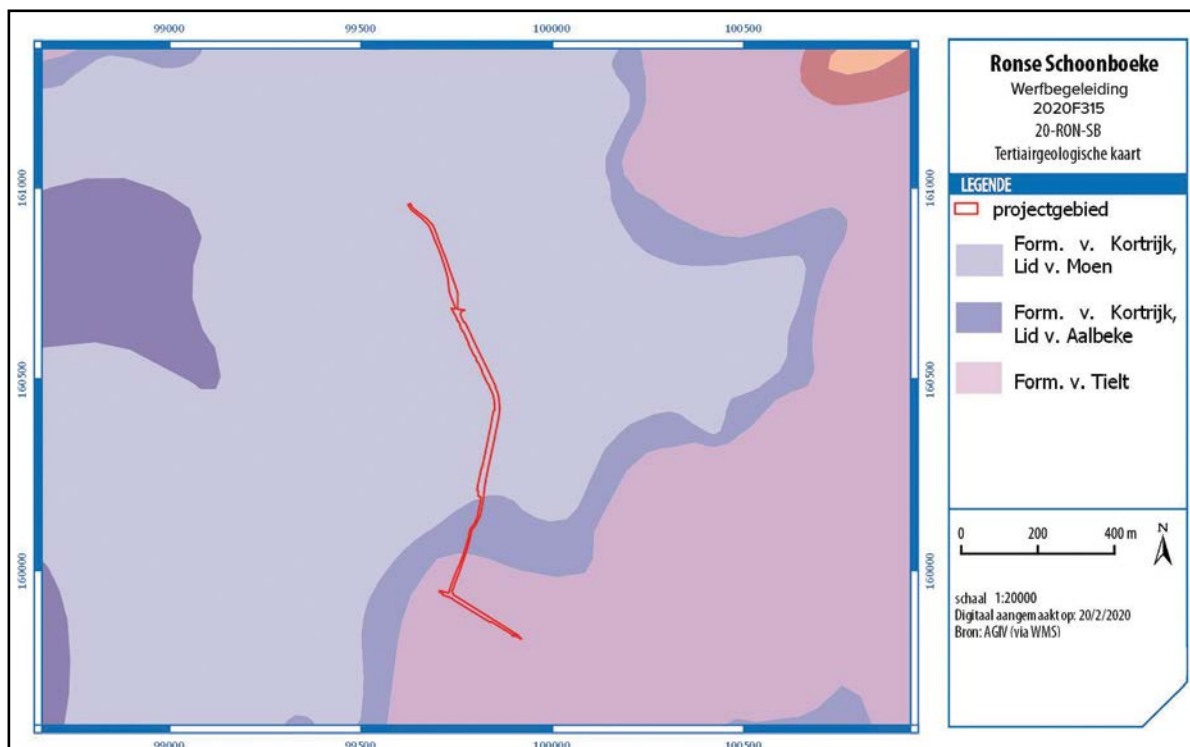 99000 99500 100000 100500
161000
160500
160000
161000
160500
160000
99000 99500 100000 100500
Ronse Schoonboeke
Werfbegeleiding
2020F315
20-RON-SB
Tertiairgeologische kaart
LEGENDE
projectgebied
Form. v. Kortrijk,
Lid v. Moen
Form. v. Kortrijk,
Lid v. Aalbeke
Form. v. Tielt
0 200 400 m
N
schaal 1:20000
Digitaal aangemaakt op: 20/2/2020
Bron: AGIV (via WMS)